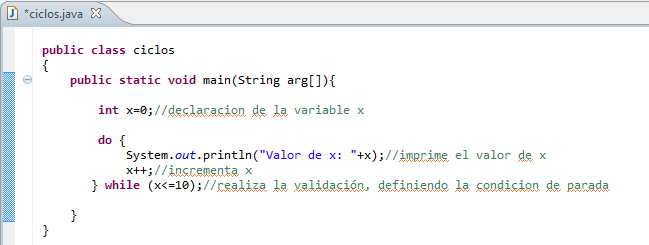 *ciclos.java
public class ciclos
{
public static void main(String arg[]){
int x=0;//declaracion de la variable x
do {
System.out.println("Valor de x: "+x);//imprime el valor de x
x++;//incrementa x
} while (x<=10);//realiza la validación, definiendo la condicion de parada
}
}